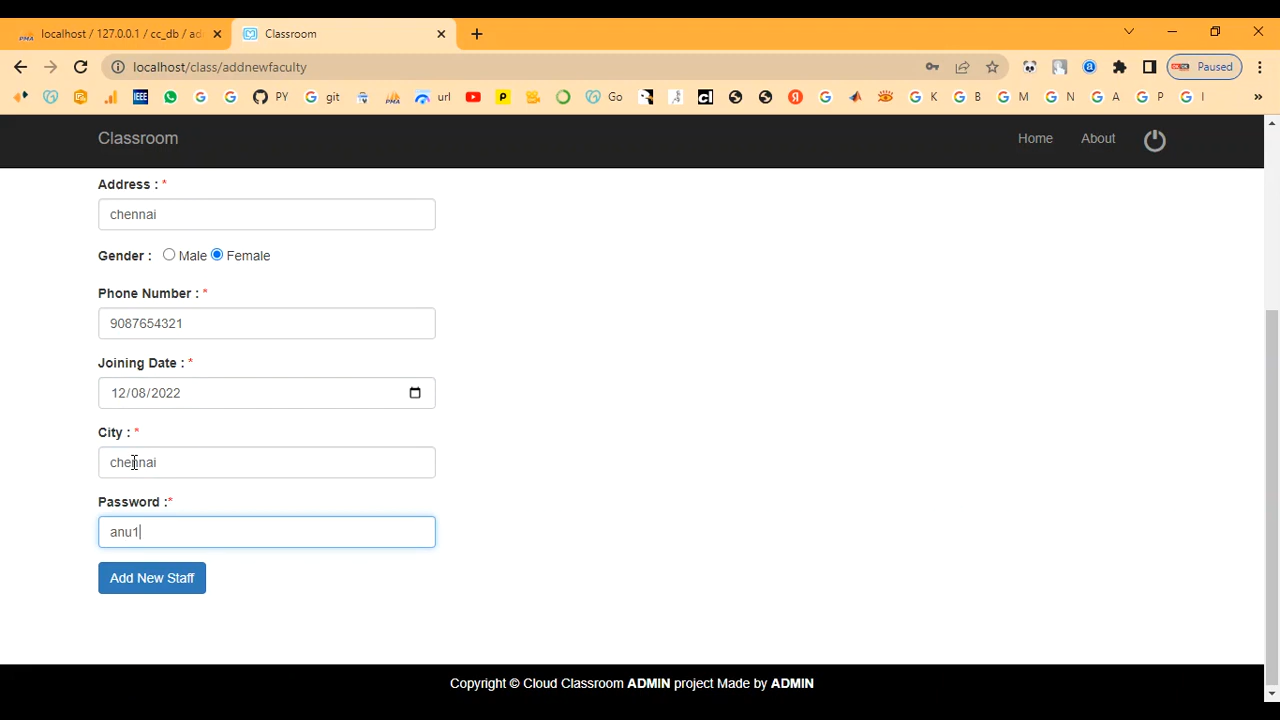 localhost / 127.0.0.1 / cc_db / ad
Classroom
localhost/class/addnewfaculty
Paused
IEEE
PY
git
url
Go
K
B
M
N
A
P
I
Classroom
Home
About
Address : *
chennai
Gender : Male Female
Phone Number : *
9087654321
Joining Date : *
12/08/2022
City : *
chennai
Password :*
anu1
Add New Staff
Copyright © Cloud Classroom ADMIN project Made by ADMIN